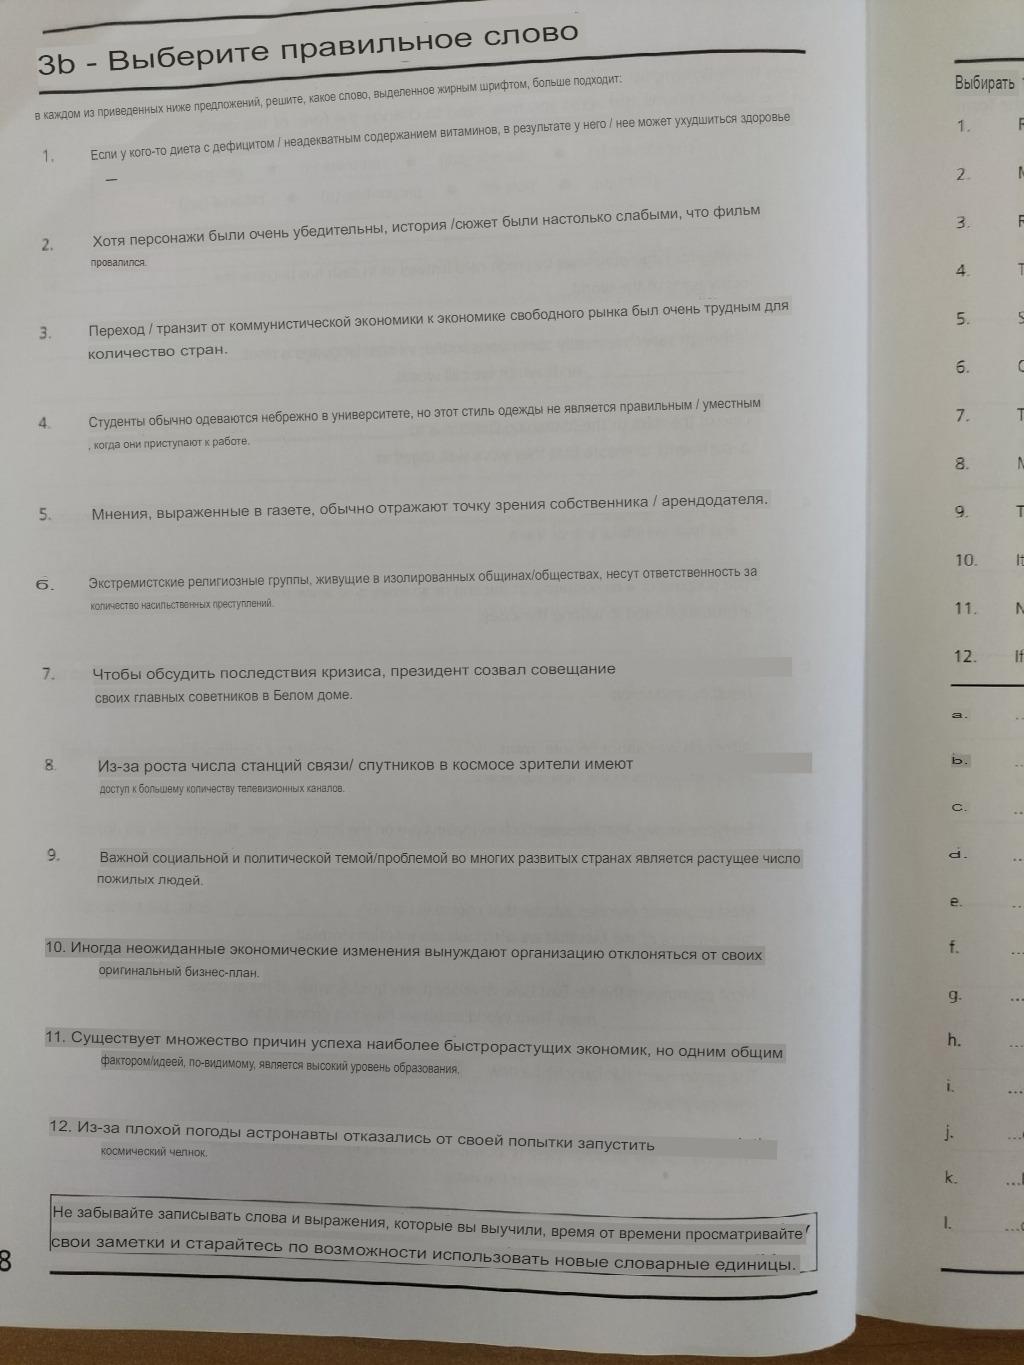 3b - Выберите правильное слово
в каждом из приведенных ниже предложений, решите, какое слово, выделенное жирным шрифтом, больше подходит:
1. Если у кого-то диета с дефицитом / неадекватным содержанием витаминов, в результате у него / нее может ухудшиться здоровье
_
2. Хотя персонажи были очень убедительны, история /сюжет были настолько слабыми, что фильм
провалился.
3. Переход / транзит от коммунистической экономики к экономике свободного рынка был очень трудным для
количество стран.
4. Студенты обычно одеваются небрежно в университете, но этот стиль одежды не является правильным / уместным
, когда они приступают к работе.
5. Мнения, выраженные в газете, обычно отражают точку зрения собственника / арендодателя.
6. Экстремистские религиозные группы, живущие в изолированных общинах/обществах, несут ответственность за
количество насильственных преступлений.
7. Чтобы обсудить последствия кризиса, президент созвал совещание
своих главных советников в Белом доме.
8. Из-за роста числа станций связи/ спутников в космосе зрители имеют
доступ к большему количеству телевизионных каналов.
9. Важной социальной и политической темой/проблемой во многих развитых странах является растущее число
пожилых людей.
10. Иногда неожиданные экономические изменения вынуждают организацию отклоняться от своих
оригинальный бизнес-план.
11. Существует множество причин успеха наиболее быстрорастущих экономик, но одним общим
фактором/идеей, по-видимому, является высокий уровень образования.
12. Из-за плохой погоды астронавты отказались от своей попытки запустить
космический челнок.
Не забывайте записывать слова и выражения, которые вы выучили, время от времени просматривайте
свои заметки и старайтесь по возможности использовать новые словарные единицы.
8
Выбирать
1.
2.
3.
4.
5.
6.
7.
8.
9.
10.
11.
12.
a.
b.
c.
d.
e.
f.
g.
h.
i.
j.
k.
l.